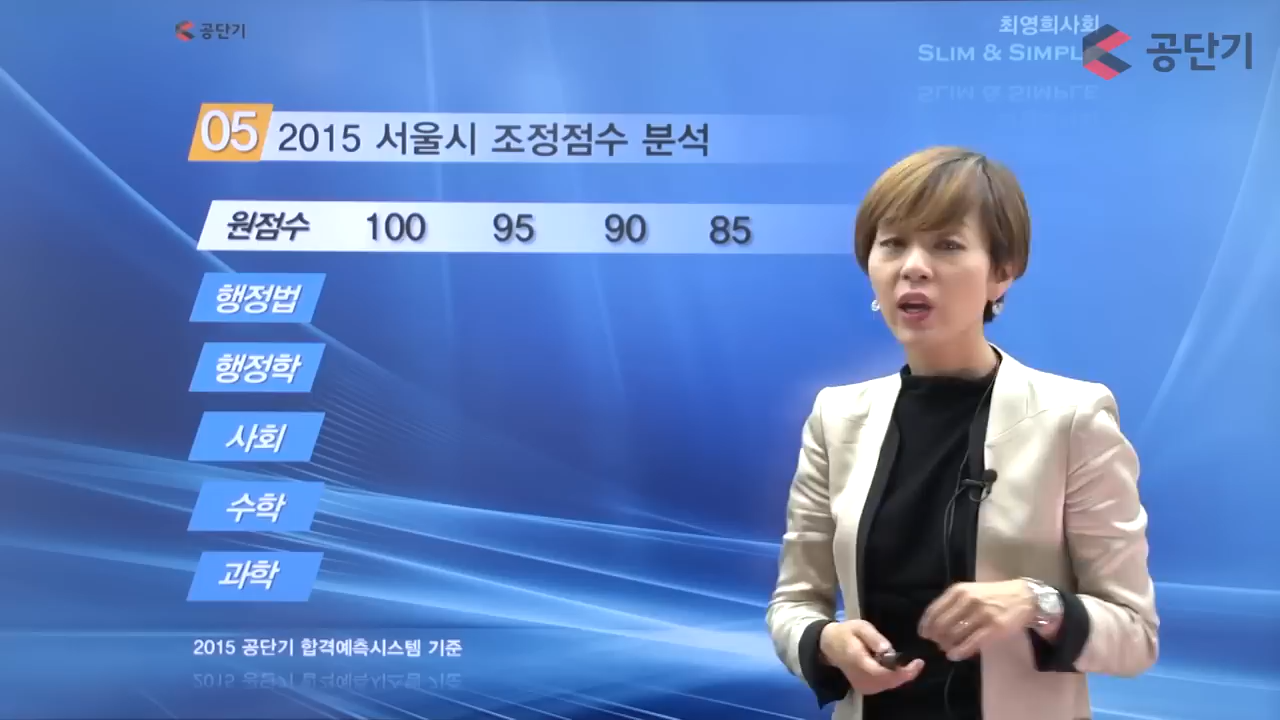 공단기
최영희사회
SLIM & SIMPLE
공단기
05 2015 서울시 조정점수 분석
원점수 100 95 90 85
행정법
행정학
사회
수학
과학
2015 공단기 합격예측시스템 기준